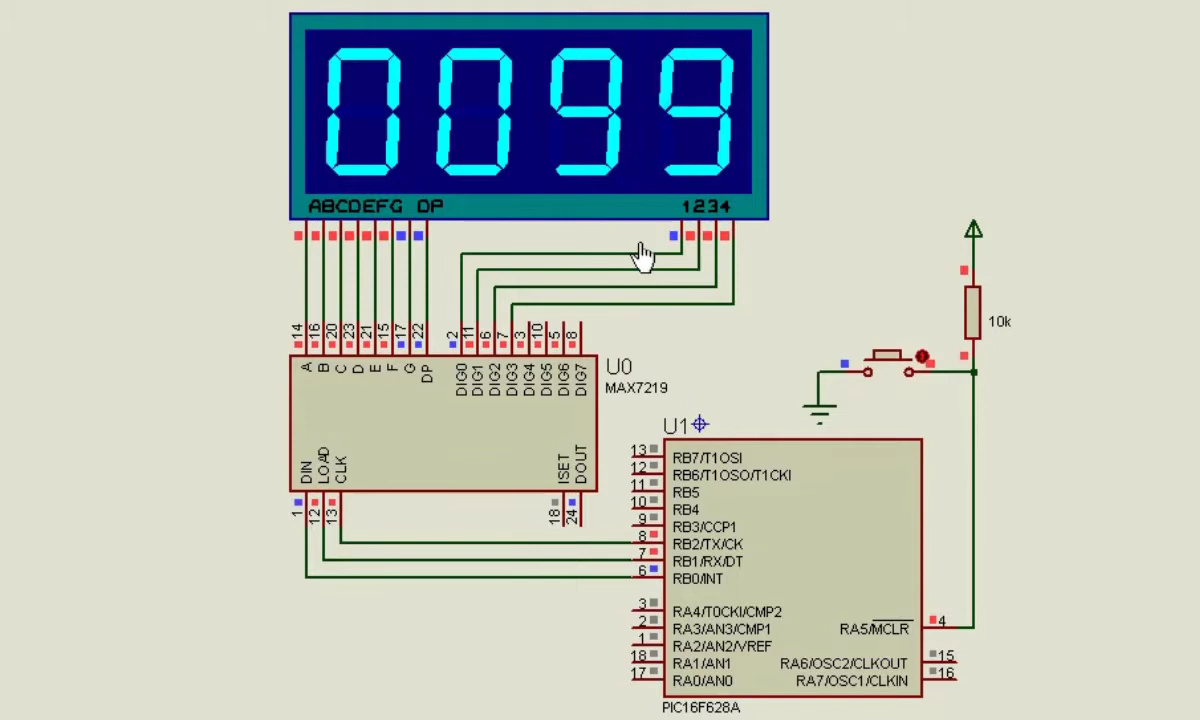 0099
ABCDEFG DP 1234
14 16 20 23 21 15 17 22 2 11 6 7 3 10 5 8
A B C D E F G DP DIG0 DIG1 DIG2 DIG3 DIG4 DIG5 DIG6 DIG7
U0
MAX7219
DIN LOAD CLK ISET DOUT
1 12 13 18 24
10k
U1
13 RB7/T1OSI
12 RB6/T1OSO/T1CKI
11 RB5
10 RB4
9 RB3/CCP1
8 RB2/TX/CK
7 RB1/RX/DT
6 RB0/INT
3 RA4/T0CKI/CMP2
2 RA3/AN3/CMP1 RA5/MCLR 4
1 RA2/AN2/VREF
18 RA1/AN1 RA6/OSC2/CLKOUT 15
17 RA0/AN0 RA7/OSC1/CLKIN 16
PIC16F628A